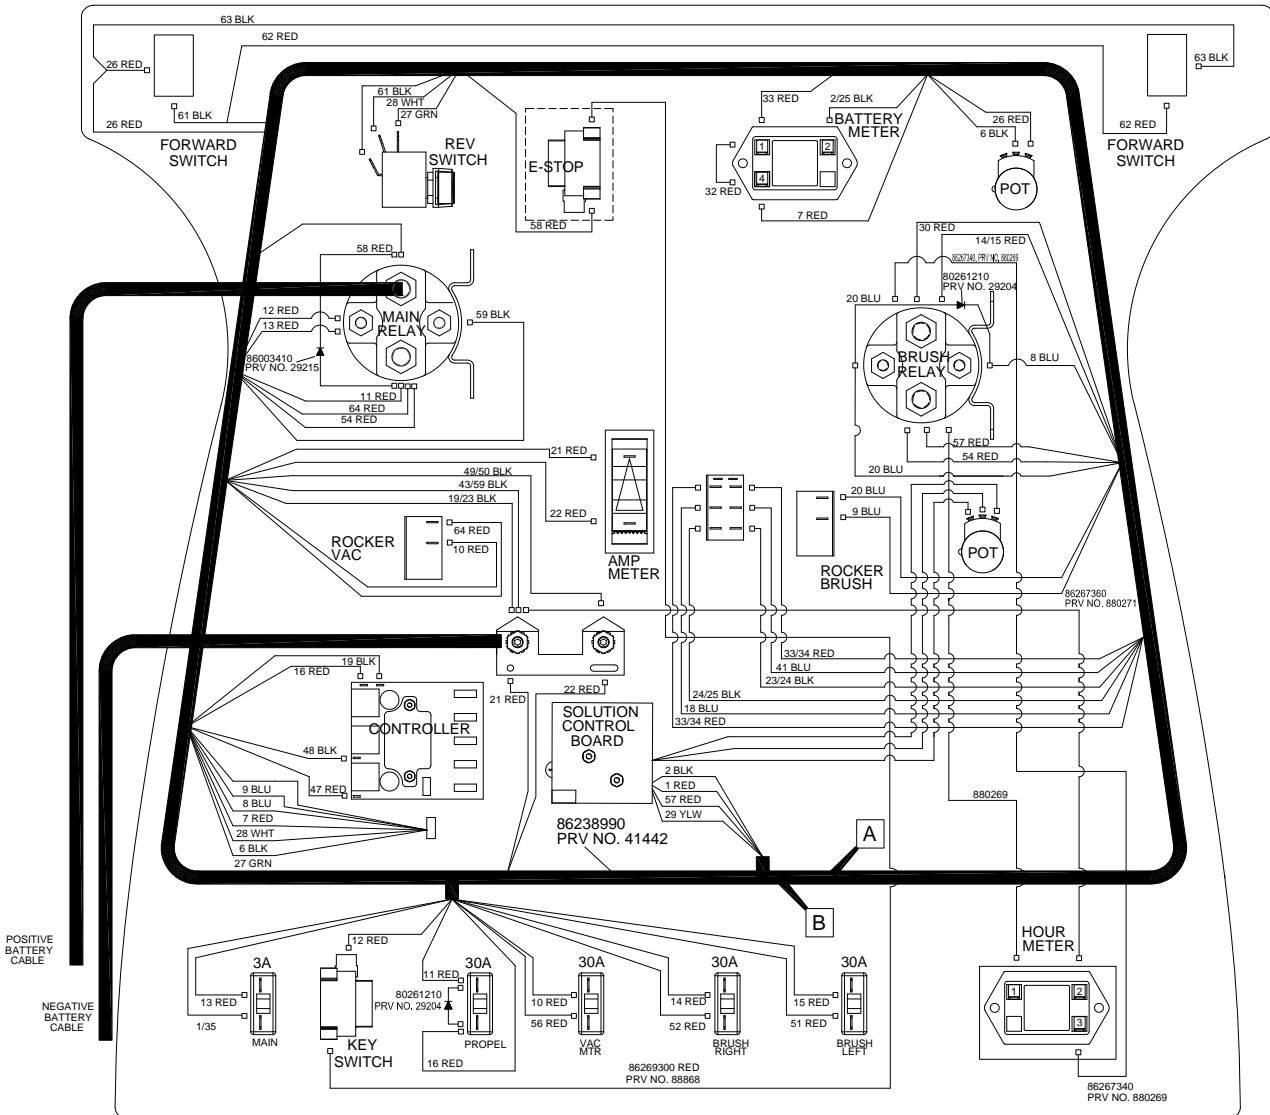 63 BLK
62 RED
26 RED
63 BLK
61 BLK
26 RED
FORWARD
SWITCH
61 BLK
28 WHT
27 GRN
REV
SWITCH
58 RED
E-STOP
58 RED
33 RED
2/25 BLK
BATTERY
METER
1
2
4
32 RED
7 RED
26 RED
6 BLK
POT
62 RED
FORWARD
SWITCH
58 RED
12 RED
13 RED
MAIN
RELAY
59 BLK
86003410
PRV NO. 29215
11 RED
64 RED
54 RED
30 RED
14/15 RED
86267340, PRV NO. 880269
80261210
PRV NO. 29204
20 BLU
BRUSH
RELAY
8 BLU
57 RED
54 RED
20 BLU
21 RED
49/50 BLK
43/59 BLK
19/23 BLK
22 RED
AMP
METER
ROCKER
VAC
64 RED
10 RED
20 BLU
9 BLU
ROCKER
BRUSH
POT
86267360
PRV NO. 880271
33/34 RED
41 BLU
23/24 BLK
24/25 BLK
18 BLU
33/34 RED
19 BLK
16 RED
CONTROLLER
48 BLK
47 RED
9 BLU
8 BLU
7 RED
28 WHT
6 BLK
27 GRN
21 RED
22 RED
SOLUTION
CONTROL
BOARD
2 BLK
1 RED
57 RED
29 YLW
86238990
PRV NO. 41442
880269
A
B
POSITIVE
BATTERY
CABLE
NEGATIVE
BATTERY
CABLE
3A
13 RED
1/35
MAIN
12 RED
KEY
SWITCH
11 RED
30A
80261210
PRV NO. 29204
PROPEL
16 RED
30A
10 RED
56 RED
VAC
MTR
30A
14 RED
52 RED
BRUSH
RIGHT
30A
15 RED
51 RED
BRUSH
LEFT
86269300 RED
PRV NO. 88868
HOUR
METER
1
2
3
86267340
PRV NO. 880269